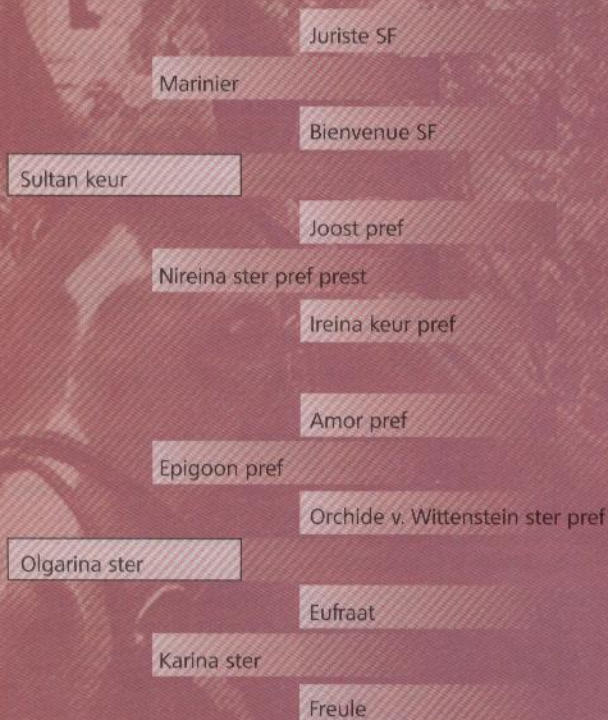 Juriste SF
Marinier
Bienvenue SF
Sultan keur
Joost pref
Nireina ster pref prest
Ireina keur pref
Amor pref
Epigoon pref
Orchide v. Wittenstein ster pref
Olgarina ster
Eufraat
Karina ster
Freule